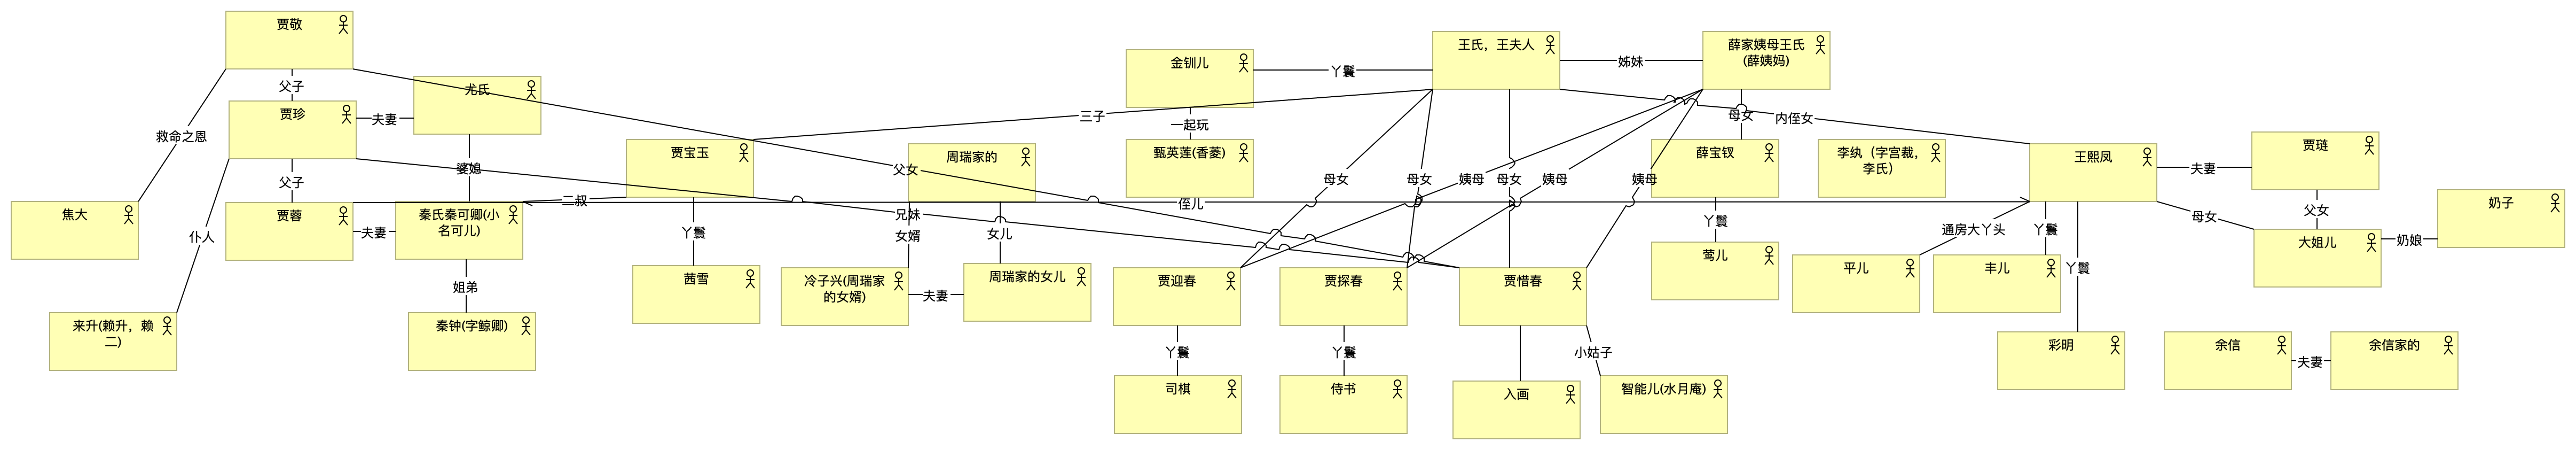 贾敬
王氏，王夫人
薛家姨母王氏
(薛姨妈)
金钏儿
丫鬟
姊妹
父子
尤氏
贾珍
夫妻
三子
一起玩
母女
内侄女
救命之恩
贾宝玉
周瑞家的
甄英莲(香菱)
薛宝钗
李纨（字宫裁，
李氏）
王熙凤
贾琏
夫妻
父子
婆媳
父女
母女
母女
姨母
母女
姨母
姨母
焦大
贾蓉
秦氏秦可卿(小
名可儿)
二叔
侄儿
奶子
仆人
夫妻
丫鬟
兄妹
女婿
女儿
丫鬟
通房大丫头
丫鬟
母女
父女
大姐儿
奶娘
莺儿
平儿
丰儿
丫鬟
茜雪
冷子兴(周瑞家
的女婿)
夫妻
周瑞家的女儿
贾迎春
贾探春
贾惜春
姐弟
来升(赖升，赖
二)
秦钟(字鲸卿)
丫鬟
丫鬟
小姑子
彩明
余信
夫妻
余信家的
司棋
侍书
入画
智能儿(水月庵)